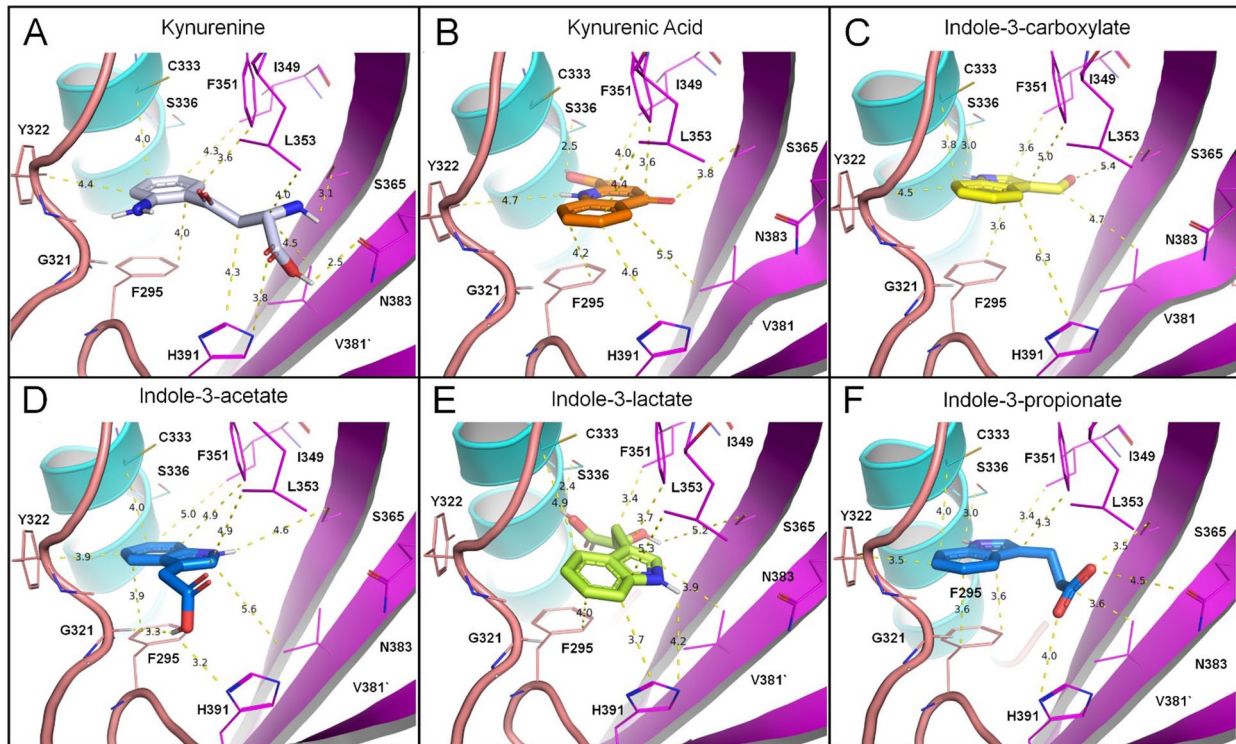 A
Kynurenine
C333
F351
I349
S336
L353
Y322
4.0
4.3
3.6
4.4
4.0
3.1
S365
4.0
4.5
G321
4.3
2.5
F295
3.8
N383
H391
V381`
B
Kynurenic Acid
C333
F351
I349
S336
L353
2.5
4.0
3.6
Y322
4.4
3.8
S365
4.7
N383
4.2
5.5
G321
4.6
F295
V381
H391
C
Indole-3-carboxylate
C333
F351
I349
S336
L353
3.8
3.0
3.6
5.0
Y322
5.4
S365
4.5
4.7
N383
3.6
G321
6.3
F295
V381
H391
D
Indole-3-acetate
C333
F351
I349
S336
L353
4.0
5.0
4.9
Y322
4.9
4.6
S365
3.9
3.9
5.6
G321
3.3
N383
F295
3.2
V381`
H391
E
Indole-3-lactate
C333
F351
I349
S336
L353
2.4
3.4
4.9
3.7
Y322
5.3
5.2
S365
3.9
N383
4.0
G321
3.7
4.2
F295
V381`
H391
F
Indole-3-propionate
C333
F351
I349
S336
L353
4.0
3.0
3.4
4.3
Y322
3.5
S365
3.5
4.5
F295
3.6
3.6
3.6
G321
4.0
N383
V381`
H391